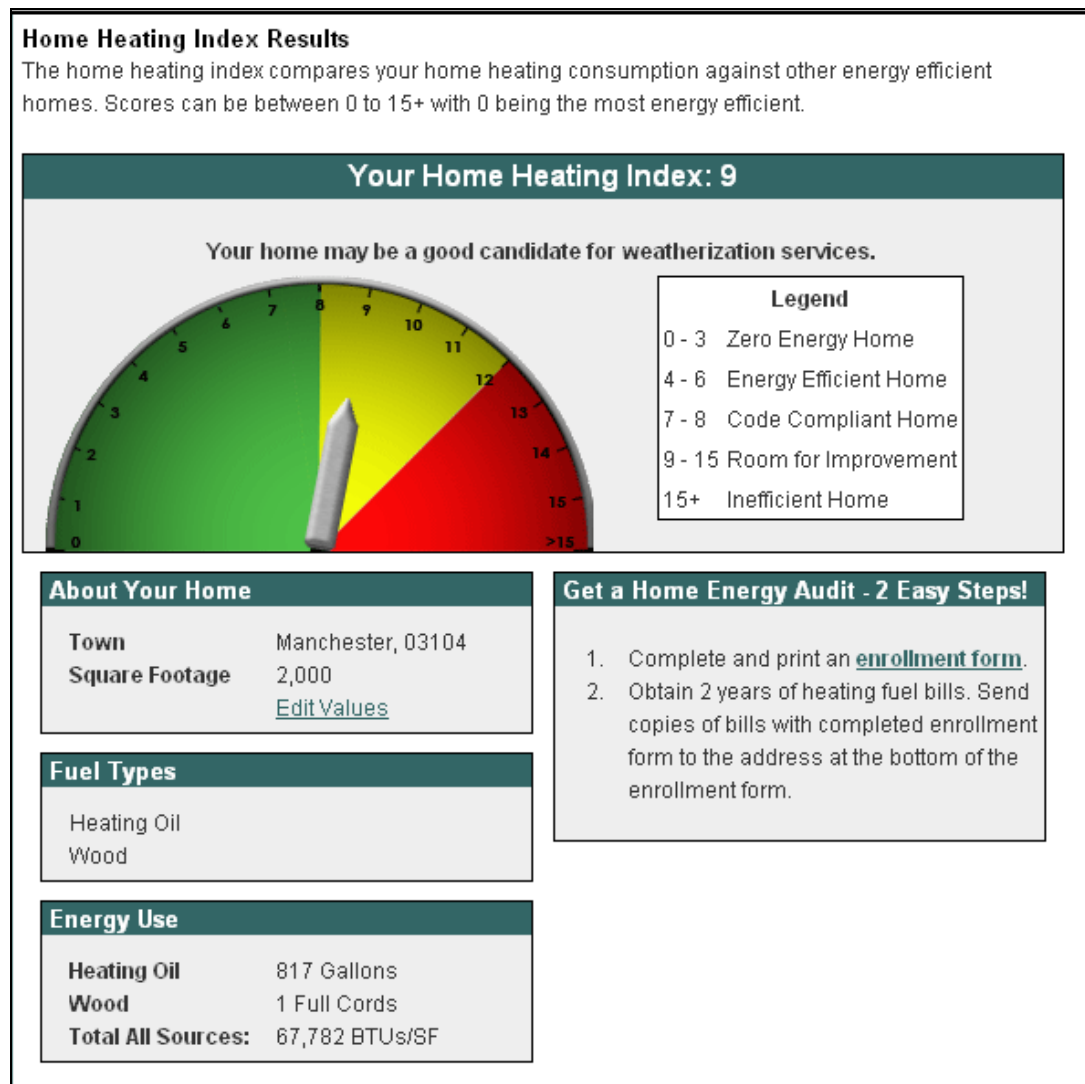 Home Heating Index Results
The home heating index compares your home heating consumption against other energy efficient
homes. Scores can be between 0 to 15+ with 0 being the most energy efficient.
Your Home Heating Index: 9
Your home may be a good candidate for weatherization services.
0
1
2
3
4
5
6
7
8
9
10
11
12
13
14
15
>15
Legend
0 - 3 Zero Energy Home
4 - 6 Energy Efficient Home
7 - 8 Code Compliant Home
9 - 15 Room for Improvement
15+ Inefficient Home
About Your Home
Town Manchester, 03104
Square Footage 2,000
Edit Values
Fuel Types
Heating Oil
Wood
Energy Use
Heating Oil 817 Gallons
Wood 1 Full Cords
Total All Sources: 67,782 BTUs/SF
Get a Home Energy Audit - 2 Easy Steps!
1. Complete and print an enrollment form.
2. Obtain 2 years of heating fuel bills. Send
copies of bills with completed enrollment
form to the address at the bottom of the
enrollment form.